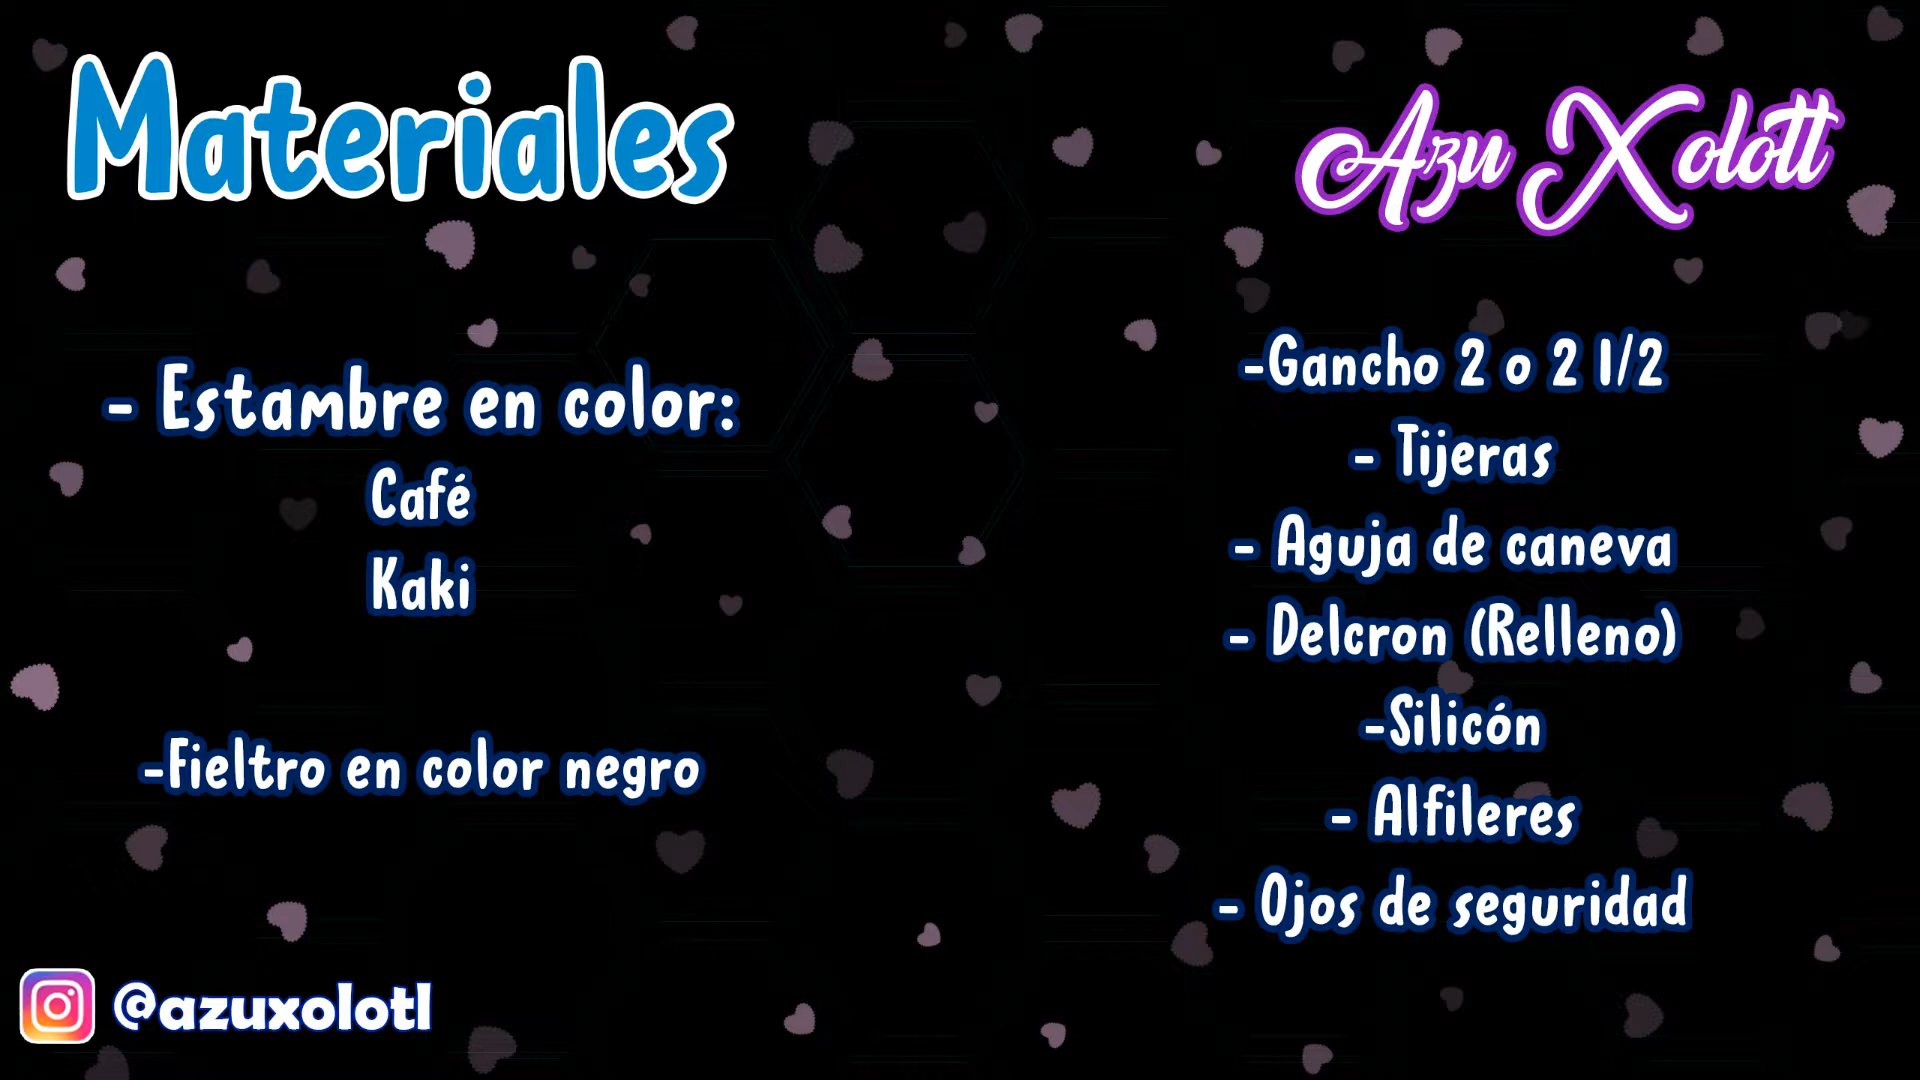 Materiales
Azu Xolotl
- Estambre en color:
Café
Kaki
-Fieltro en color negro
-Gancho 2 o 2 1/2
- Tijeras
- Aguja de caneva
- Delcron (Relleno)
-Silicón
- Alfileres
- Ojos de seguridad
@azuxolotl